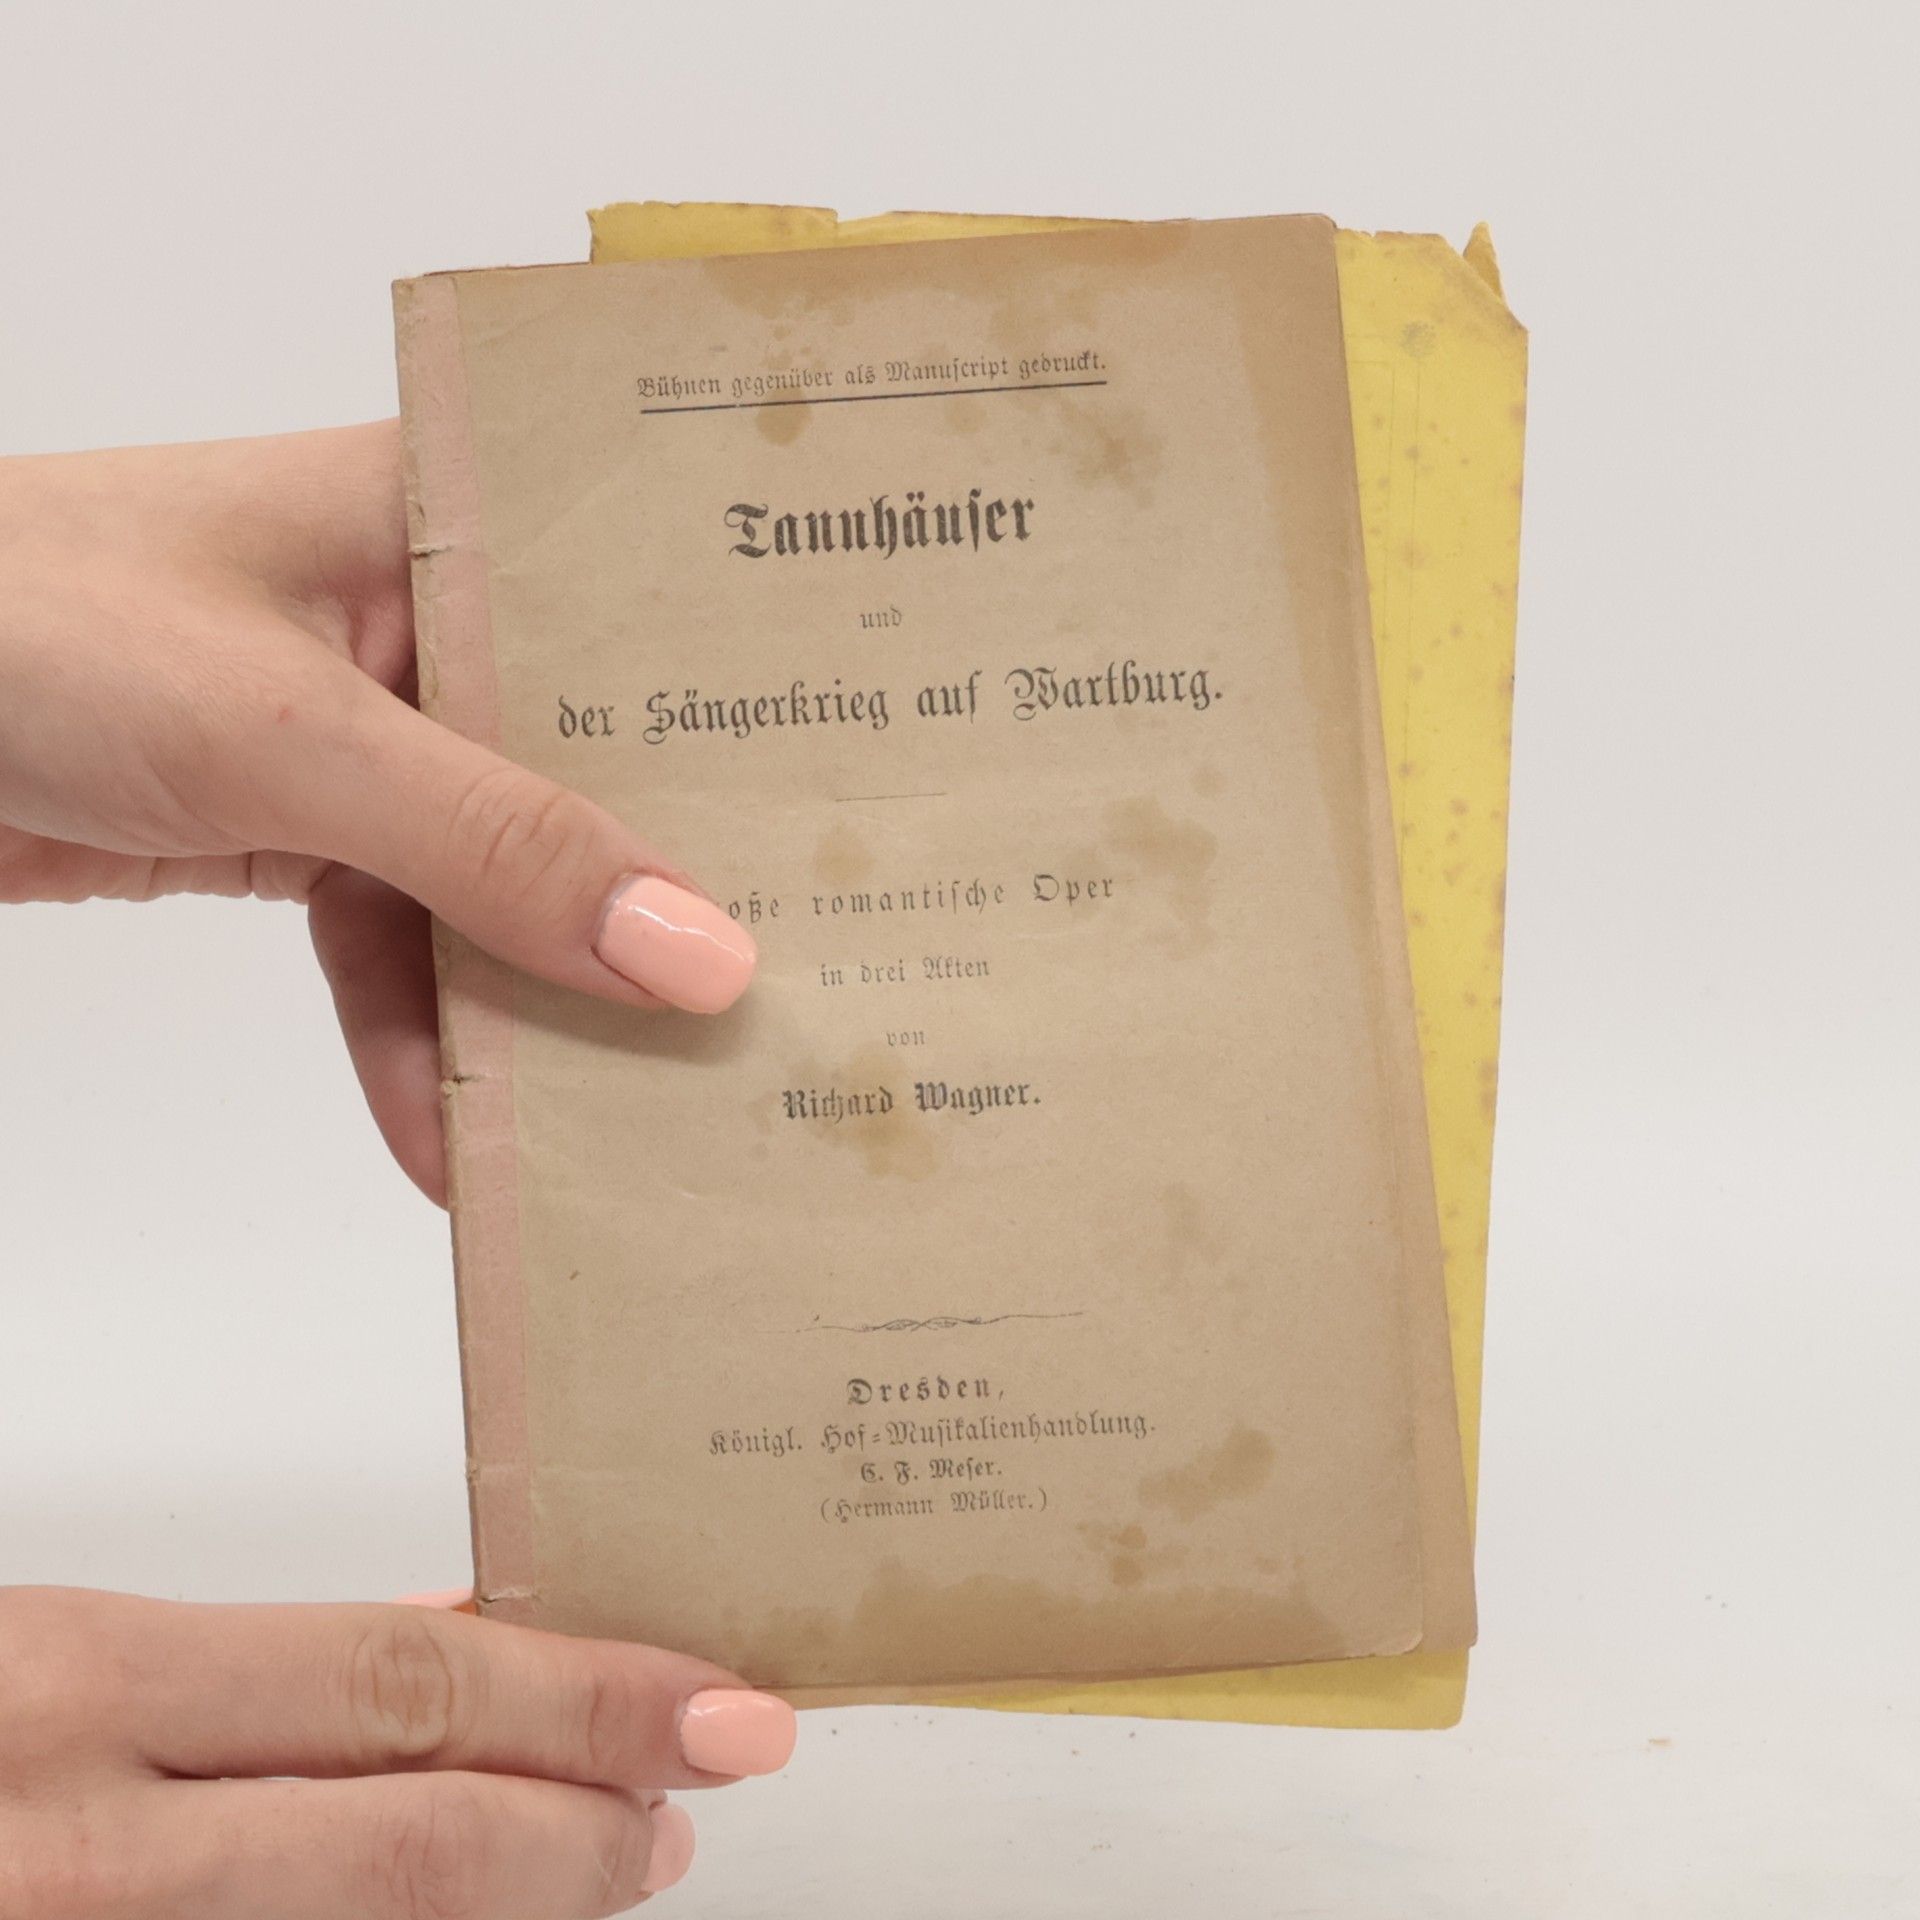 Bühnen gegenüber als Manuſcript gedruckt.
Tannhäuſer
und
der Sängerkrieg auf Wartburg.
romantiſche Oper
in drei Akten
von
Richard Wagner.
Dresden,
Königl. Hof-Muſikalienhandlung.
C. F. Meſer.
(Hermann Müller.)